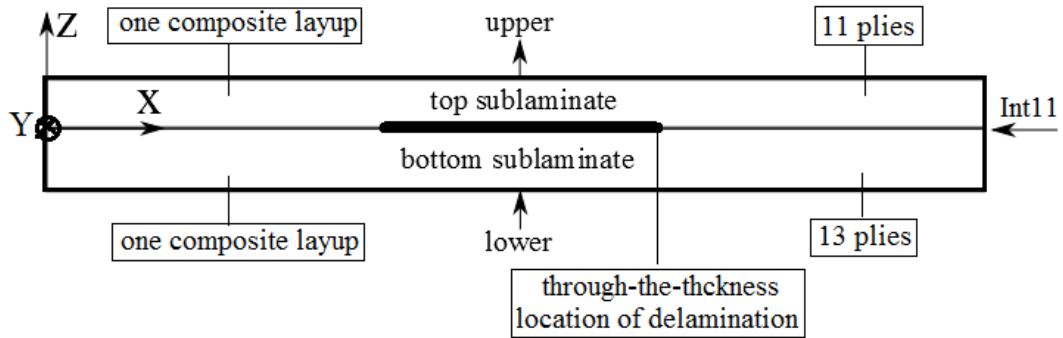 one composite layup
upper
11 plies
Z
top sublaminate
X
Int11
Y
bottom sublaminate
one composite layup
lower
13 plies
through-the-thckness
location of delamination